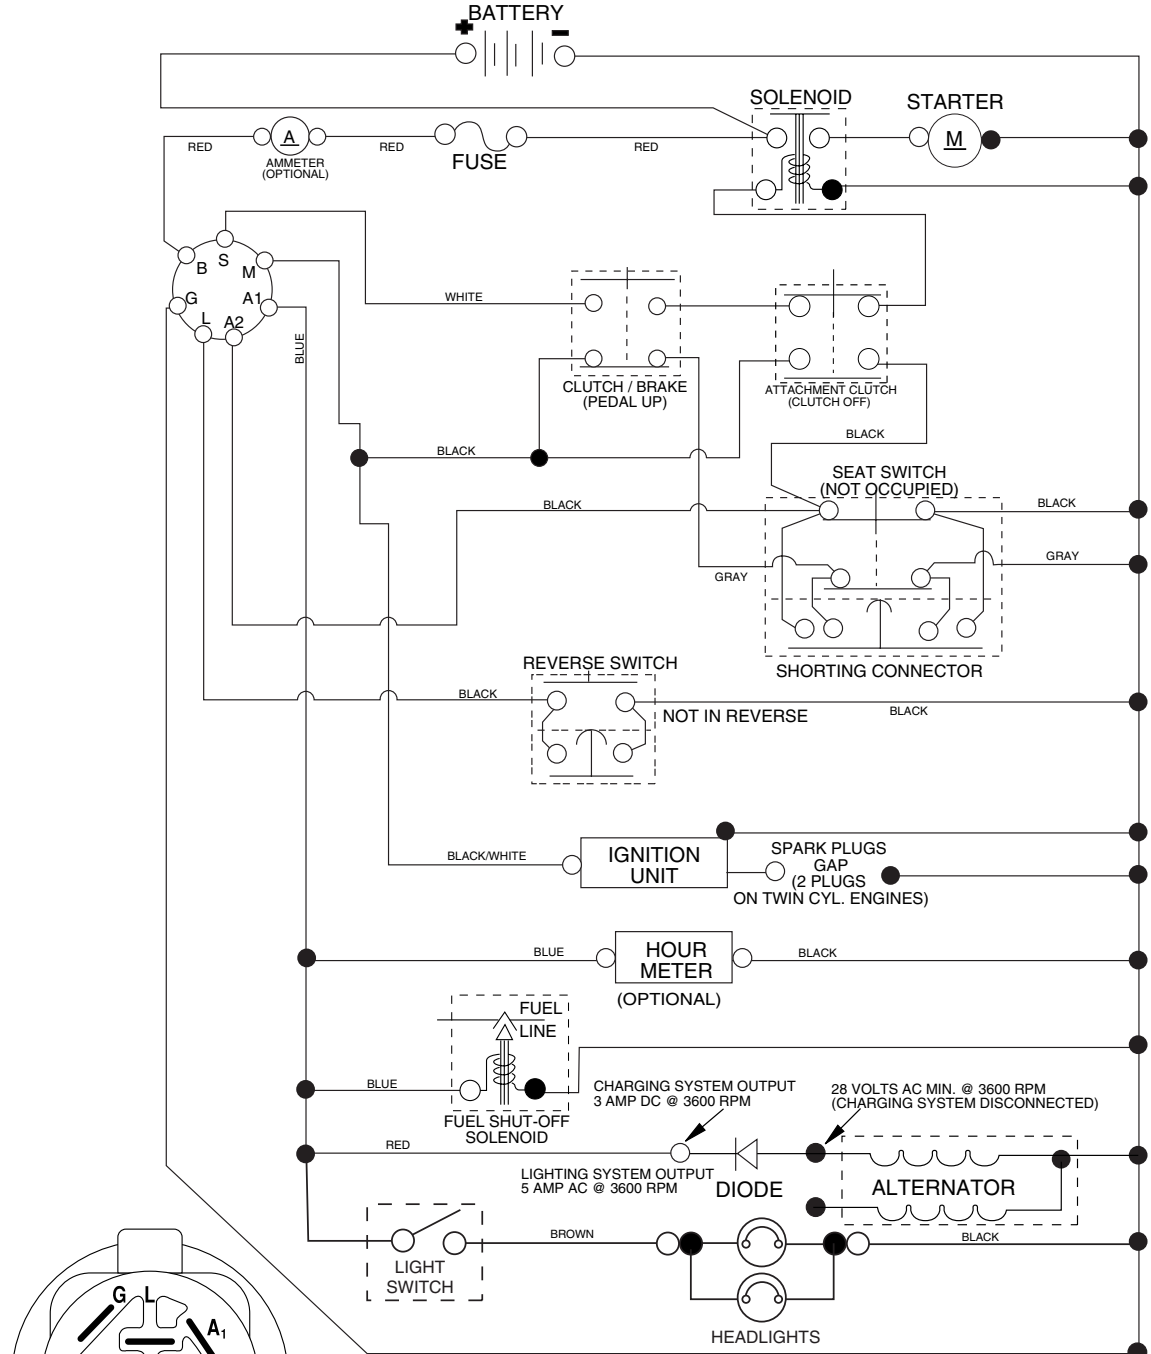 BATTERY
SOLENOID
STARTER
RED
A
AMMETER
(OPTIONAL)
RED
FUSE
RED
M
B
S
M
G
A1
L
A2
BLUE
WHITE
CLUTCH / BRAKE
(PEDAL UP)
ATTACHMENT CLUTCH
(CLUTCH OFF)
BLACK
BLACK
SEAT SWITCH
(NOT OCCUPIED)
BLACK
BLACK
GRAY
GRAY
SHORTING CONNECTOR
REVERSE SWITCH
BLACK
NOT IN REVERSE
BLACK
BLACK/WHITE
IGNITION
UNIT
SPARK PLUGS
GAP
(2 PLUGS
ON TWIN CYL. ENGINES)
BLUE
HOUR
METER
BLACK
(OPTIONAL)
FUEL
LINE
BLUE
FUEL SHUT-OFF
SOLENOID
CHARGING SYSTEM OUTPUT
3 AMP DC @ 3600 RPM
28 VOLTS AC MIN. @ 3600 RPM
(CHARGING SYSTEM DISCONNECTED)
RED
LIGHTING SYSTEM OUTPUT
5 AMP AC @ 3600 RPM
DIODE
ALTERNATOR
LIGHT
SWITCH
BROWN
BLACK
HEADLIGHTS
G
L
A1